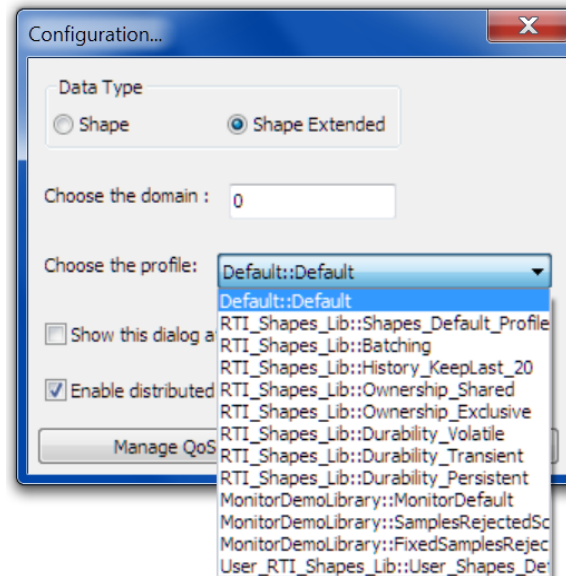 Configuration...
X
Data Type
Shape
Shape Extended
Choose the domain :
0
Choose the profile:
Default::Default
Default::Default
RTI_Shapes_Lib::Shapes_Default_Profile
Show this dialog a
RTI_Shapes_Lib::Batching
RTI_Shapes_Lib::History_KeepLast_20
Enable distributed
RTI_Shapes_Lib::Ownership_Shared
RTI_Shapes_Lib::Ownership_Exclusive
RTI_Shapes_Lib::Durability_Volatile
Manage QoS
RTI_Shapes_Lib::Durability_Transient
RTI_Shapes_Lib::Durability_Persistent
MonitorDemoLibrary::MonitorDefault
MonitorDemoLibrary::SamplesRejectedSc
MonitorDemoLibrary::FixedSamplesRejec
User_RTI_Shapes_Lib::User_Shapes_De